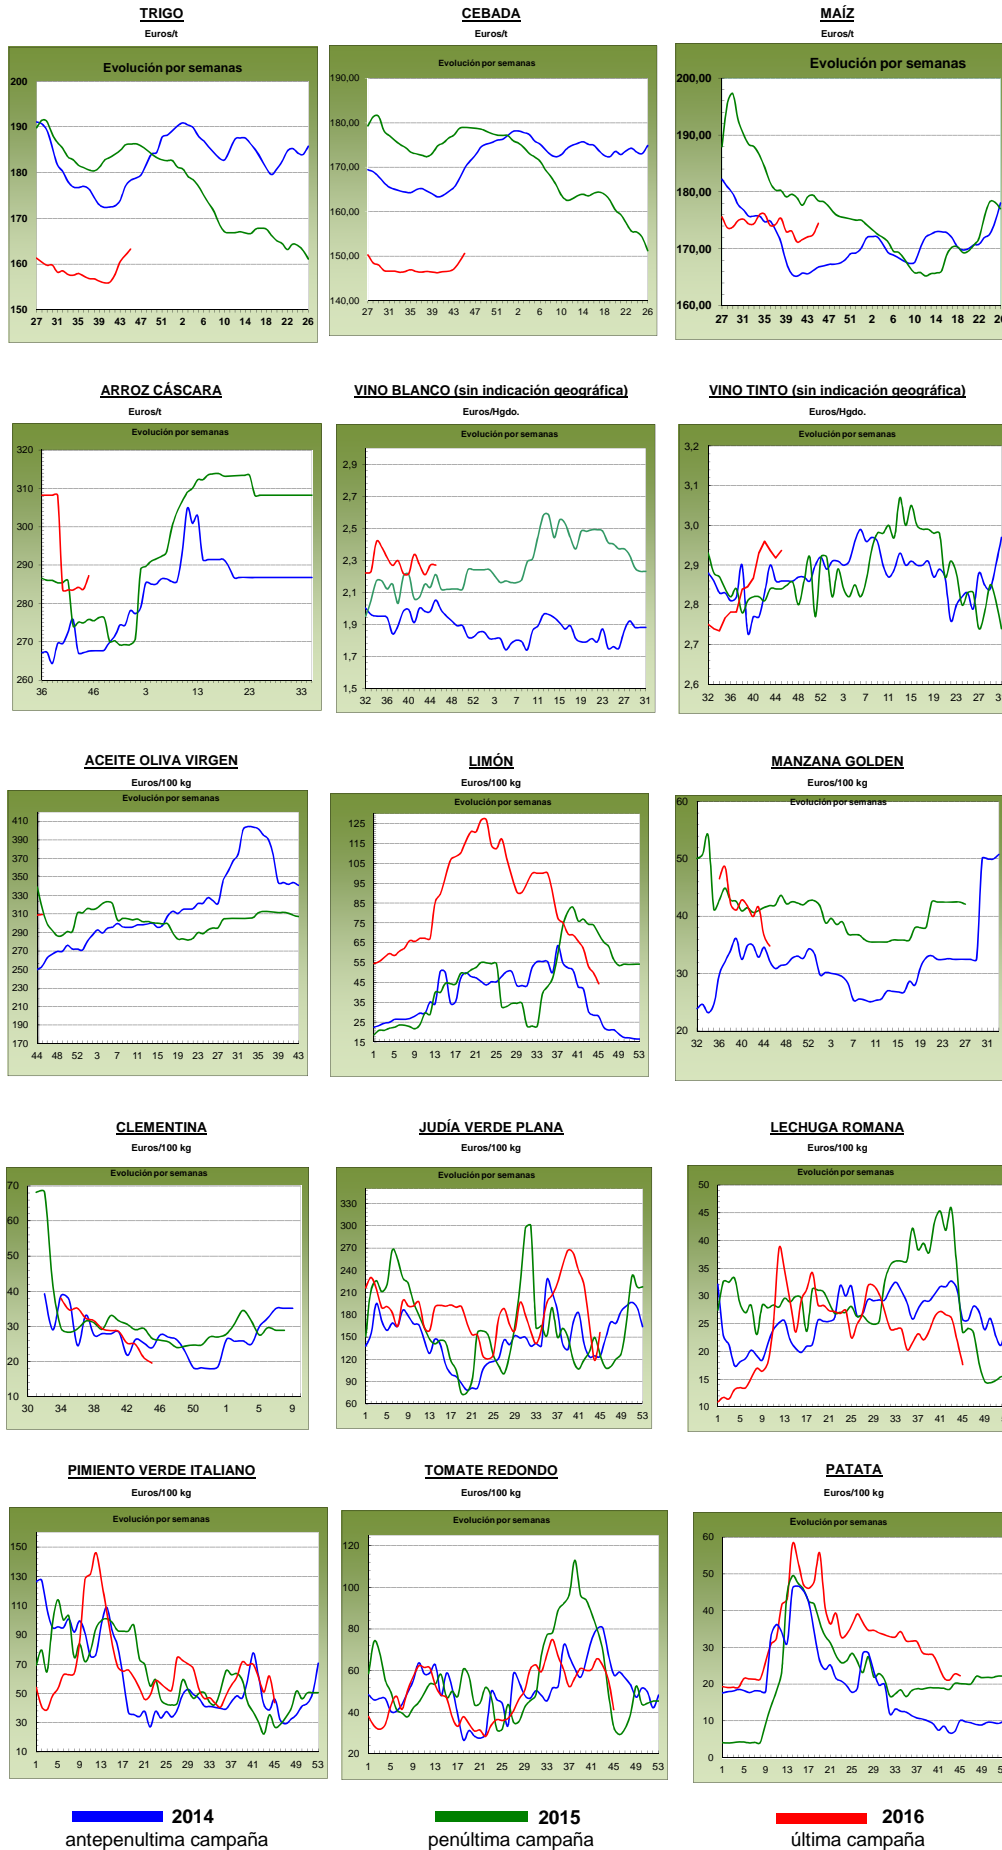 TRIGO CEBADA MAÍZ
Euros/t Euros/t Euros/t
Evolución por semanas Evolución por semanas Evolución por semanas
200 190 180 170 160 150
27 31 35 39 43 47 51 2 6 10 14 18 22 26
190,00 180,00 170,00 160,00 150,00 140,00
27 31 35 39 43 47 51 2 6 10 14 18 22 26
200,00 190,00 180,00 170,00 160,00
27 31 35 39 43 47 51 2 6 10 14 18 22 26
ARROZ CÁSCARA VINO BLANCO (sin indicación geográfica) VINO TINTO (sin indicación geográfica)
Euros/t Euros/Hgdo. Euros/Hgdo.
Evolución por semanas Evolución por semanas Evolución por semanas
320 310 300 290 280 270 260
36 46 3 13 23 33
2,9 2,7 2,5 2,3 2,1 1,9 1,7 1,5
32 36 40 44 48 52 3 7 11 15 19 23 27 31
3,2 3,1 3,0 2,9 2,8 2,7 2,6
32 36 40 44 48 52 3 7 11 15 19 23 27
ACEITE OLIVA VIRGEN LIMÓN MANZANA GOLDEN
Euros/100 kg Euros/100 kg Euros/100 kg
Evolución por semanas Evolución por semanas Evolución por semanas
410 390 370 350 330 310 290 270 250 230 210 190 170
44 48 52 3 7 11 15 19 23 27 31 35 39 43
125 115 105 95 85 75 65 55 45 35 25 15
1 5 9 13 17 21 25 29 33 37 41 45 49 53
60 50 40 30 20
32 36 40 44 48 52 3 7 11 15 19 23 27 31
CLEMENTINA JUDÍA VERDE PLANA LECHUGA ROMANA
Euros/100 kg Euros/100 kg Euros/100 kg
Evolución por semanas Evolución por semanas Evolución por semanas
70 60 50 40 30 20 10
30 34 38 42 46 50 1 5 9
330 300 270 240 210 180 150 120 90 60
1 5 9 13 17 21 25 29 33 37 41 45 49 53
50 45 40 35 30 25 20 15 10
1 5 9 13 17 21 25 29 33 37 41 45 49
PIMIENTO VERDE ITALIANO TOMATE REDONDO PATATA
Euros/100 kg Euros/100 kg Euros/100 kg
Evolución por semanas Evolución por semanas Evolución por semanas
150 130 110 90 70 50 30 10
1 5 9 13 17 21 25 29 33 37 41 45 49 53
120 100 80 60 40 20
1 5 9 13 17 21 25 29 33 37 41 45 49 53
60 50 40 30 20 10 0
1 5 9 13 17 21 25 29 33 37 41 45 49
2014 2015 2016
antepenultima campaña penúltima campaña última campaña